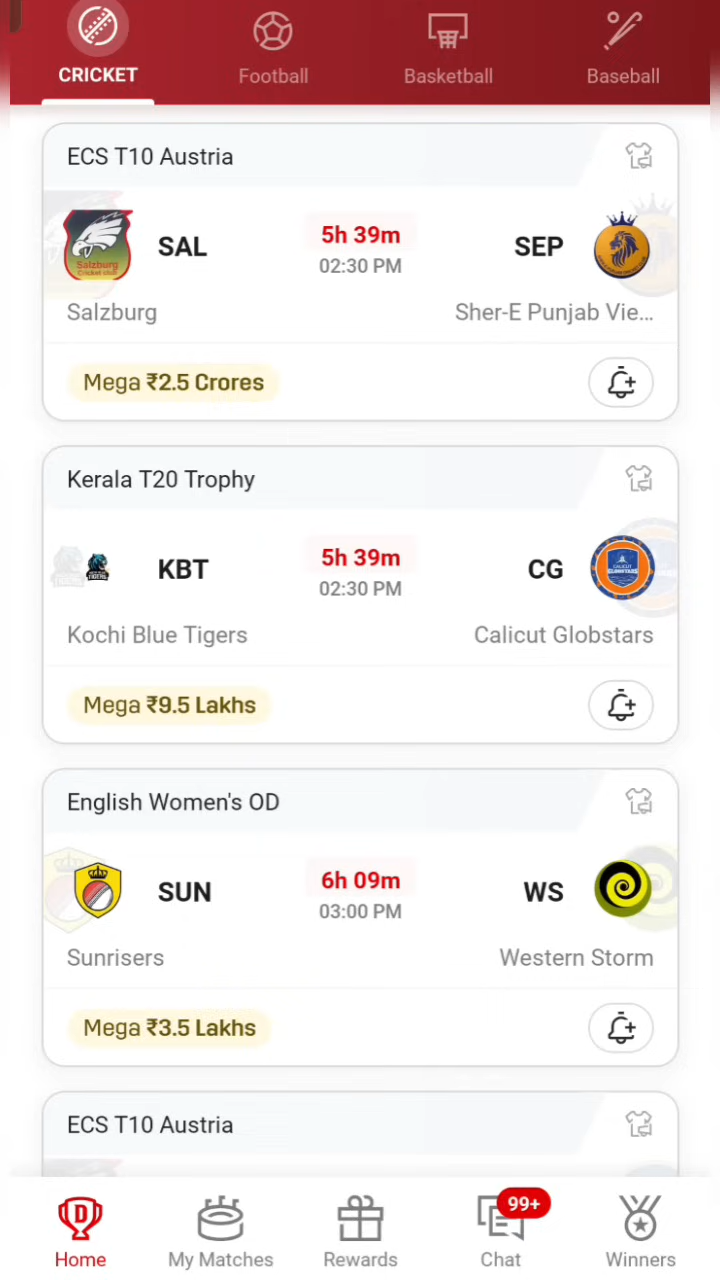 CRICKET
Football
Basketball
Baseball
ECS T10 Austria
Salzburg
Cricket club
SAL
5h 39m
02:30 PM
SEP
Salzburg
Sher-E Punjab Vie...
Mega ₹2.5 Crores
Kerala T20 Trophy
KBT
5h 39m
02:30 PM
CG
Kochi Blue Tigers
Calicut Globstars
Mega ₹9.5 Lakhs
English Women's OD
SUN
6h 09m
03:00 PM
WS
Sunrisers
Western Storm
Mega ₹3.5 Lakhs
ECS T10 Austria
D
99+
Home
My Matches
Rewards
Chat
Winners